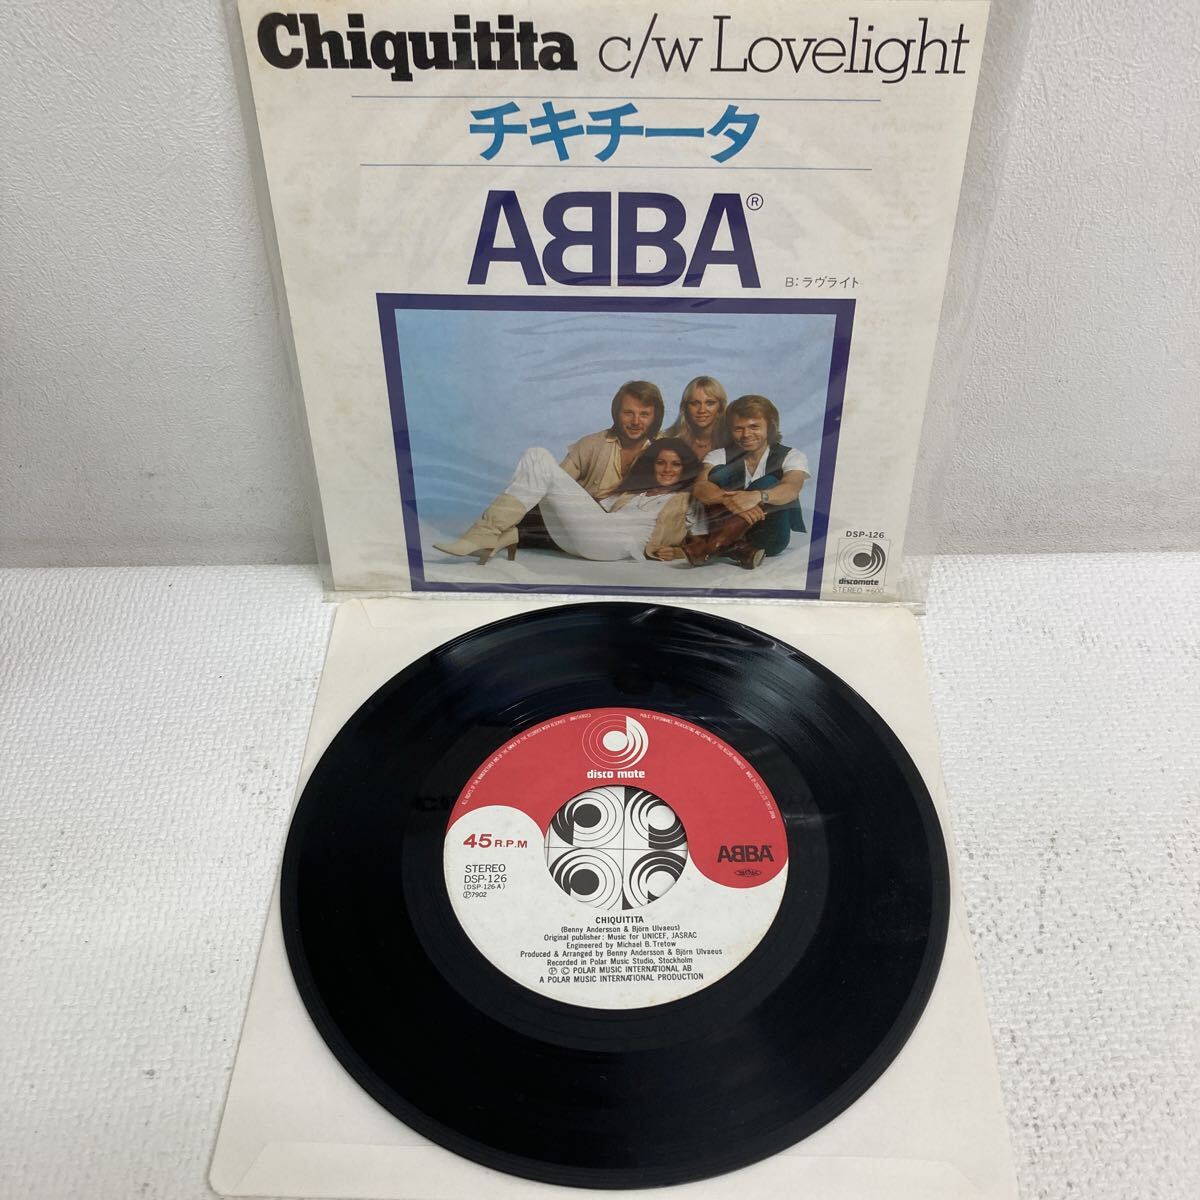 Chiquitita c/w Lovelight
チキチータ
ABBA®
B: ラヴライト
DSP-126
discomate
STEREO ¥600
disco mate
45 R.P.M
STEREO
DSP-126
(DSP-126 A)
Ⓟ7902
ABBA
CHIQUITITA
(Benny Andersson & Björn Ulvaeus)
Original publisher: Music for UNICEF, JASRAC
Engineered by Michael B. Tretow
Produced & Arranged by Benny Andersson & Björn Ulvaeus
Recorded in Polar Music Studio, Stockholm
Ⓟ © POLAR MUSIC INTERNATIONAL AB
A POLAR MUSIC INTERNATIONAL PRODUCTION